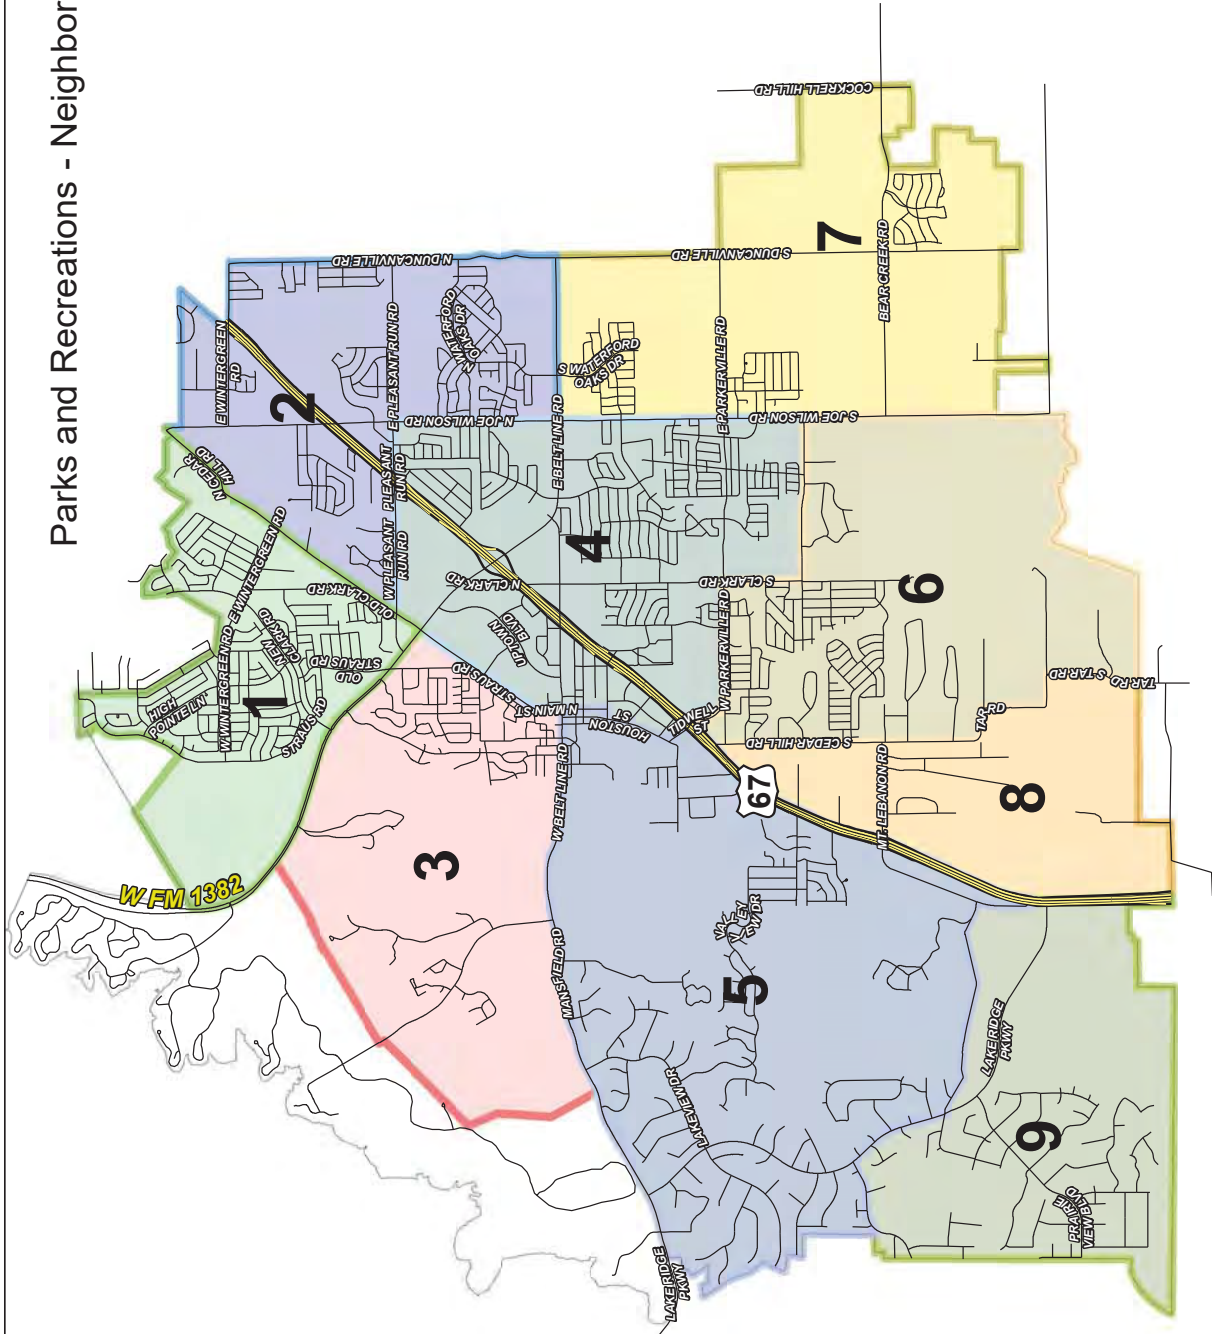 Parks and Recreations - Neighbor
COCKRELL HILL RD
N DUNCANVILLE RD
S DUNCANVILLE RD
7
BEAR CREEK RD
E WINTERGREEN
RD
E PLEASANT RUN RD
N WATERFORD
OAKS DR
S WATERFORD
OAKS DR
E PARKERVILLE RD
2
N JOE WILSON RD
S JOE WILSON RD
N CEDAR
HILL RD
PLEASANT
RUN RD
E BELT LINE RD
E WINTERGREEN RD
W PLEASANT
RUN RD
4
OLD CLARK RD
N CLARK RD
S CLARK RD
6
W WINTERGREEN RD
NEW
CLARK RD
OLD
STRAUS RD
UPTOWN
BLVD
W PARKERVILLE RD
HIGH
POINTE LN
1
STRAUS RD
STRAUS RD
N MAIN ST
HOUSTON
ST
TIDWELL
ST
S CEDAR HILL RD
TAR RD
S TAR RD
TAR RD
W BELT LINE RD
67
MT. LEBANON RD
8
3
W FM 1382
MANSFIELD RD
5
LAKEVIEW DR
LAKE RIDGE
PKWY
9
PRAIRIE
VIEW BLVD
LAKE RIDGE
PKWY